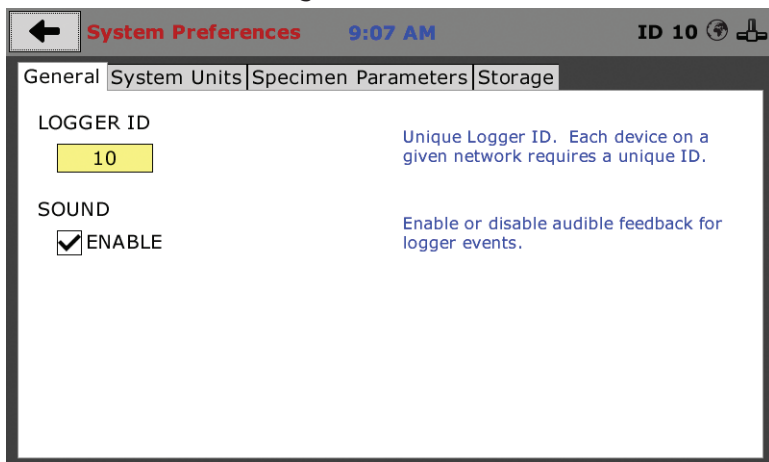 System Preferences 9:07 AM ID 10
General System Units Specimen Parameters Storage
LOGGER ID
10
Unique Logger ID. Each device on a
given network requires a unique ID.
SOUND
ENABLE
Enable or disable audible feedback for
logger events.